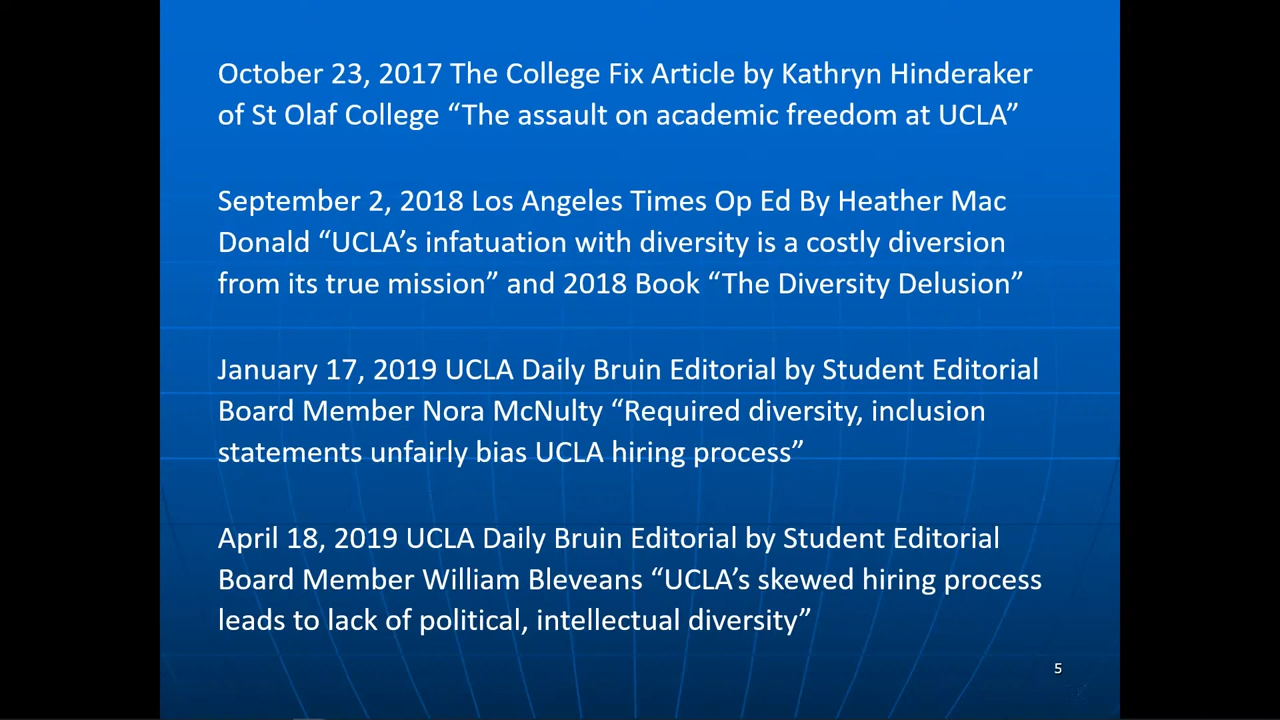 October 23, 2017 The College Fix Article by Kathryn Hinderaker
of St Olaf College “The assault on academic freedom at UCLA”
September 2, 2018 Los Angeles Times Op Ed By Heather Mac
Donald “UCLA’s infatuation with diversity is a costly diversion
from its true mission” and 2018 Book “The Diversity Delusion”
January 17, 2019 UCLA Daily Bruin Editorial by Student Editorial
Board Member Nora McNulty “Required diversity, inclusion
statements unfairly bias UCLA hiring process”
April 18, 2019 UCLA Daily Bruin Editorial by Student Editorial
Board Member William Bleveans “UCLA’s skewed hiring process
leads to lack of political, intellectual diversity”
5